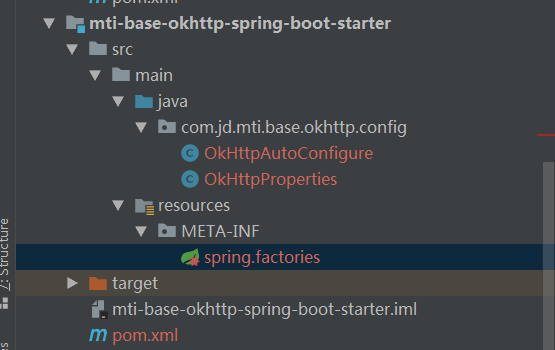 pom.xml
mti-base-okhttp-spring-boot-starter
src
main
java
com.jd.mti.base.okhttp.config
OkHttpAutoConfigure
OkHttpProperties
resources
META-INF
spring.factories
target
mti-base-okhttp-spring-boot-starter.iml
pom.xml
7: Structure